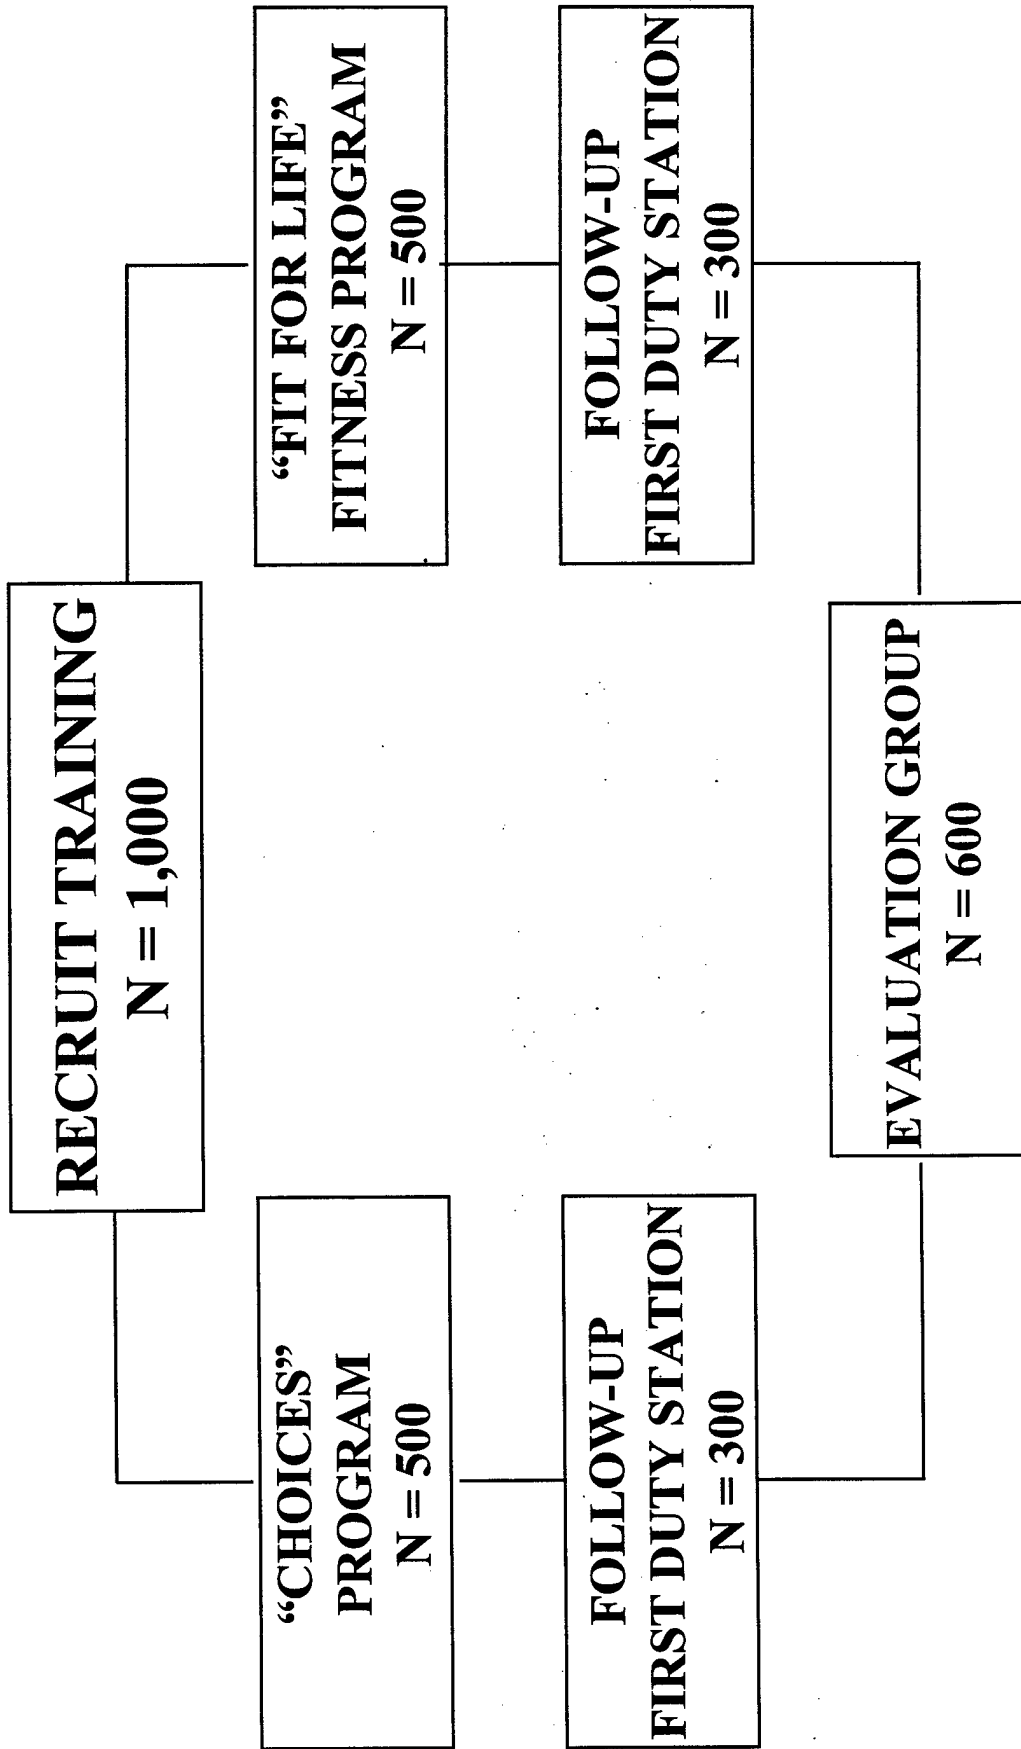 RECRUIT TRAINING
N = 1,000
“CHOICES”
PROGRAM
N = 500
“FIT FOR LIFE”
FITNESS PROGRAM
N = 500
FOLLOW-UP
FIRST DUTY STATION
N = 300
FOLLOW-UP
FIRST DUTY STATION
N = 300
EVALUATION GROUP
N = 600